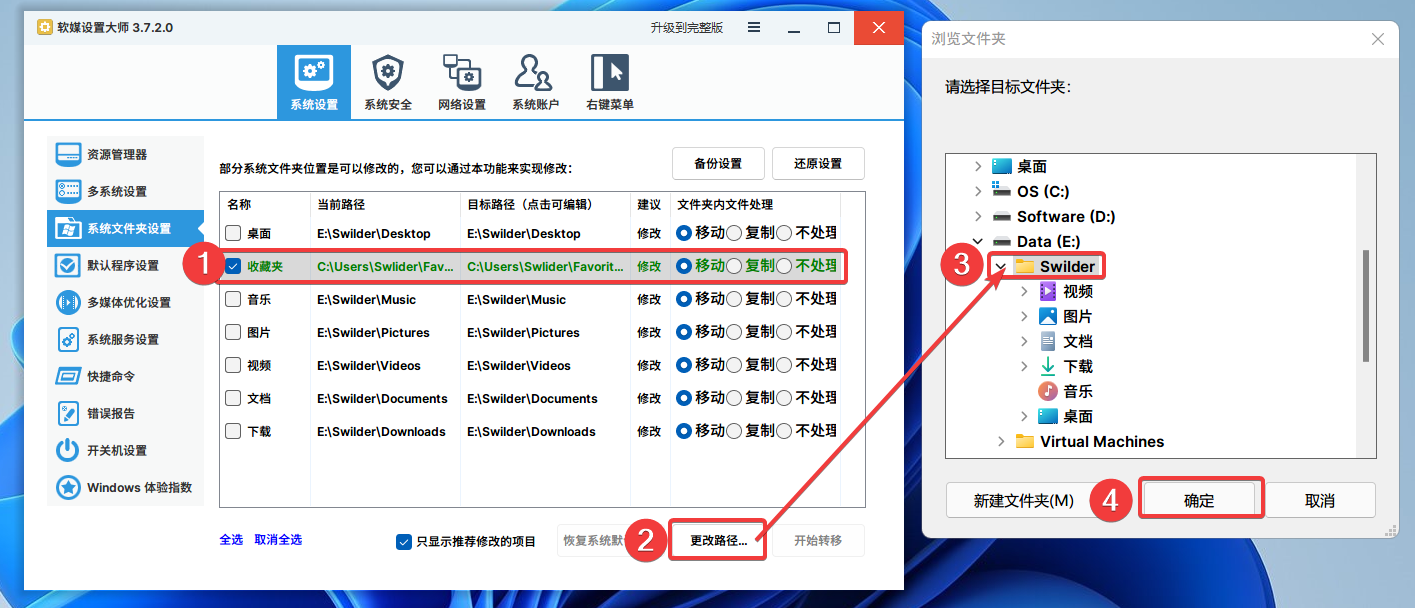 软媒设置大师 3.7.2.0
升级到完整版
系统设置
系统安全
网络设置
系统账户
右键菜单
资源管理器
多系统设置
系统文件夹设置
默认程序设置
多媒体优化设置
系统服务设置
快捷命令
错误报告
开关机设置
Windows 体验指数
部分系统文件夹位置是可以修改的，您可以通过本功能来实现修改：
备份设置
还原设置
名称 当前路径 目标路径（点击可编辑） 建议 文件夹内文件处理
桌面 E:\Swilder\Desktop E:\Swilder\Desktop 修改 移动 复制 不处理
1 收藏夹 C:\Users\Swlider\Fav... C:\Users\Swlider\Favorit... 修改 移动 复制 不处理
音乐 E:\Swilder\Music E:\Swilder\Music 修改 移动 复制 不处理
图片 E:\Swilder\Pictures E:\Swilder\Pictures 修改 移动 复制 不处理
视频 E:\Swilder\Videos E:\Swilder\Videos 修改 移动 复制 不处理
文档 E:\Swilder\Documents E:\Swilder\Documents 修改 移动 复制 不处理
下载 E:\Swilder\Downloads E:\Swilder\Downloads 修改 移动 复制 不处理
全选 取消全选
只显示推荐修改的项目
恢复系统默
2
更改路径...
开始转移
浏览文件夹
请选择目标文件夹：
桌面
OS (C:)
Software (D:)
Data (E:)
3 Swilder
视频
图片
文档
下载
音乐
桌面
Virtual Machines
新建文件夹(M)
4
确定
取消